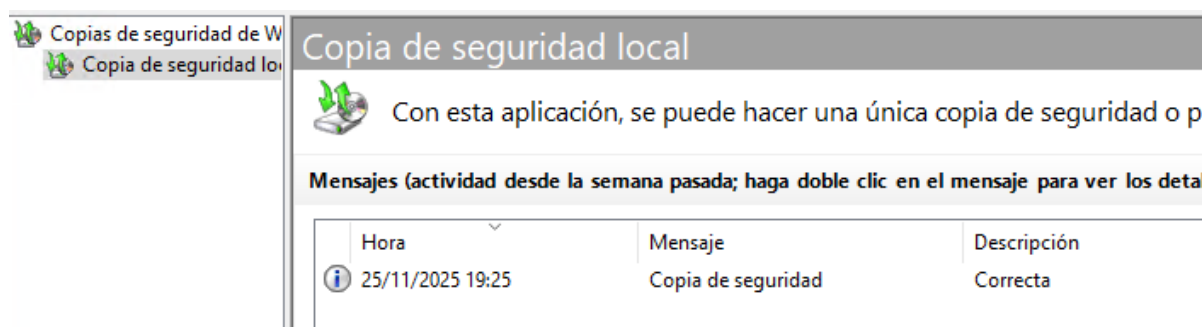 Copias de seguridad de W
Copia de seguridad lo
Copia de seguridad local
Con esta aplicación, se puede hacer una única copia de seguridad o p
Mensajes (actividad desde la semana pasada; haga doble clic en el mensaje para ver los deta
Hora Mensaje Descripción
25/11/2025 19:25 Copia de seguridad Correcta